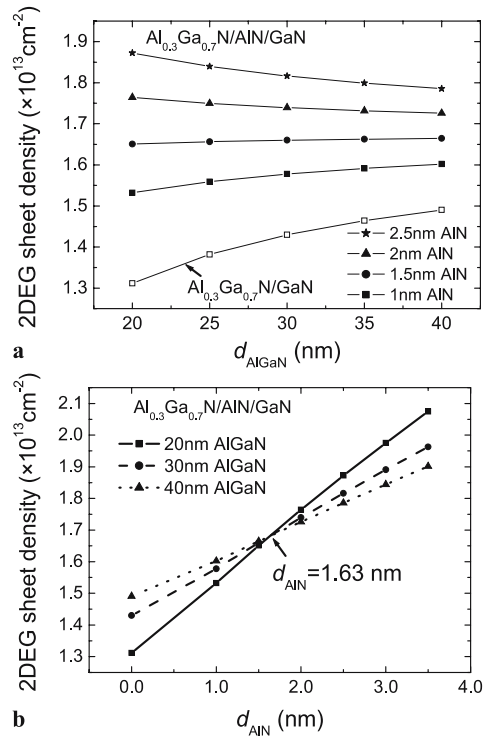 Al0.3Ga0.7N/AlN/GaN
2DEG sheet density (×10^13cm^-2)
1.9
1.8
1.7
1.6
1.5
1.4
1.3
2.5nm AlN
2nm AlN
1.5nm AlN
1nm AlN
Al0.3Ga0.7N/GaN
20 25 30 35 40
a
dAlGaN (nm)
Al0.3Ga0.7N/AlN/GaN
2DEG sheet density (×10^13cm^-2)
2.1
2.0
1.9
1.8
1.7
1.6
1.5
1.4
1.3
20nm AlGaN
30nm AlGaN
40nm AlGaN
dAlN=1.63 nm
0.0 1.0 2.0 3.0 4.0
b
dAlN (nm)